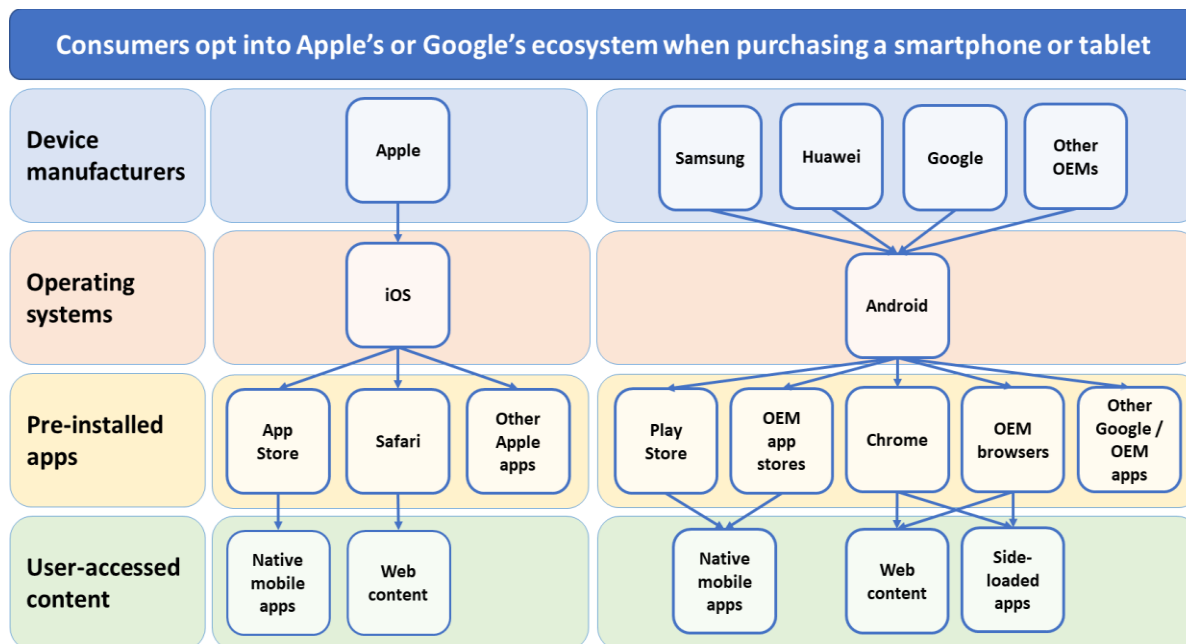 Consumers opt into Apple's or Google's ecosystem when purchasing a smartphone or tablet
Device
manufacturers
Apple
Samsung
Huawei
Google
Other
OEMs
Operating
systems
iOS
Android
Pre-installed
apps
App
Store
Safari
Other
Apple
apps
Play
Store
OEM
app
stores
Chrome
OEM
browsers
Other
Google /
OEM
apps
User-accessed
content
Native
mobile
apps
Web
content
Native
mobile
apps
Web
content
Side-
loaded
apps